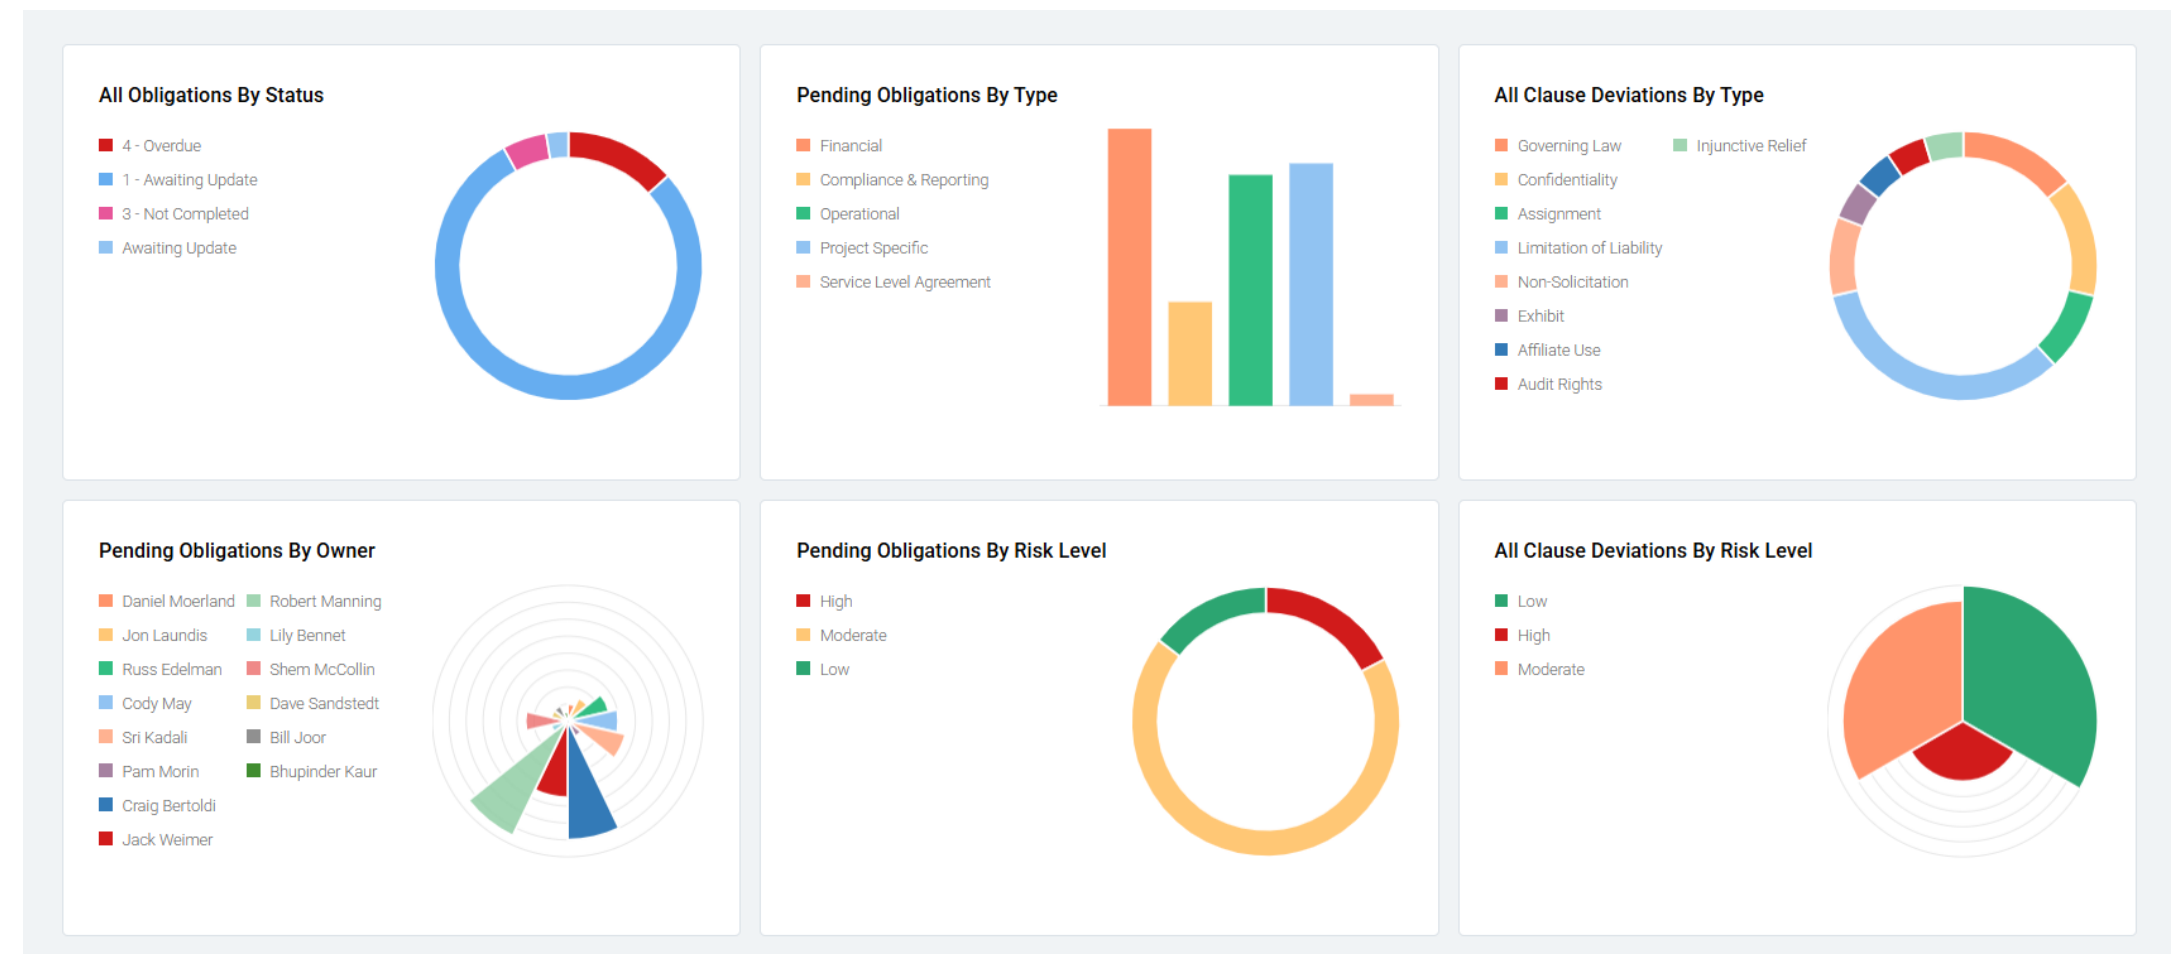 All Obligations By Status
4 - Overdue
1 - Awaiting Update
3 - Not Completed
Awaiting Update
Pending Obligations By Type
Financial
Compliance & Reporting
Operational
Project Specific
Service Level Agreement
All Clause Deviations By Type
Governing Law
Confidentiality
Assignment
Limitation of Liability
Non-Solicitation
Exhibit
Affiliate Use
Audit Rights
Injunctive Relief
Pending Obligations By Owner
Daniel Moerland
Jon Laundis
Russ Edelman
Cody May
Sri Kadali
Pam Morin
Craig Bertoldi
Jack Weimer
Robert Manning
Lily Bennet
Shem McCollin
Dave Sandstedt
Bill Joor
Bhupinder Kaur
Pending Obligations By Risk Level
High
Moderate
Low
All Clause Deviations By Risk Level
Low
High
Moderate